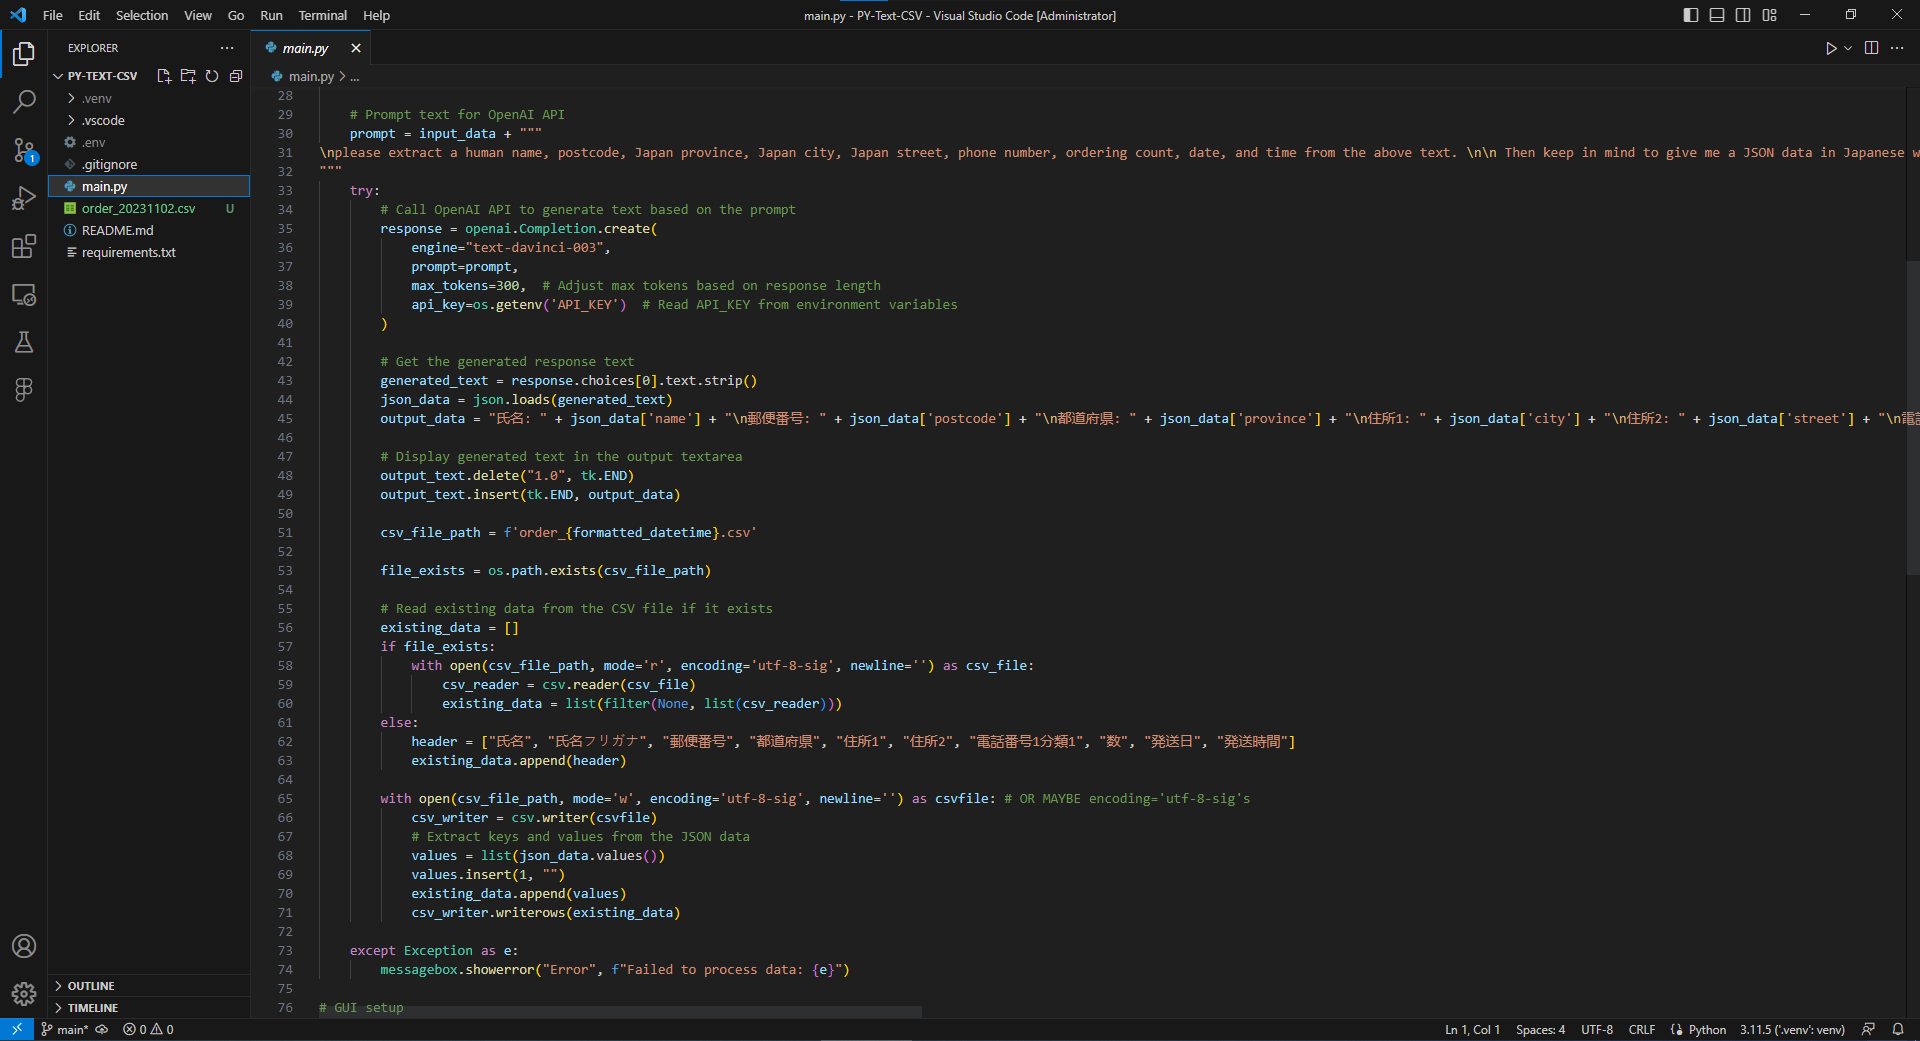 File Edit Selection View Go Run Terminal Help
main.py - PY-Text-CSV - Visual Studio Code [Administrator]
EXPLORER
PY-TEXT-CSV
.venv
.vscode
.env
.gitignore
main.py
order_20231102.csv U
README.md
requirements.txt
OUTLINE
TIMELINE
1
main.py
main.py > ...
28
29 # Prompt text for OpenAI API
30 prompt = input_data + """
31 \nplease extract a human name, postcode, Japan province, Japan city, Japan street, phone number, ordering count, date, and time from the above text. \n\n Then keep in mind to give me a JSON data in Japanese w
32 """
33 try:
34 # Call OpenAI API to generate text based on the prompt
35 response = openai.Completion.create(
36 engine="text-davinci-003",
37 prompt=prompt,
38 max_tokens=300,  # Adjust max tokens based on response length
39 api_key=os.getenv('API_KEY')  # Read API_KEY from environment variables
40 )
41
42 # Get the generated response text
43 generated_text = response.choices[0].text.strip()
44 json_data = json.loads(generated_text)
45 output_data = "氏名: " + json_data['name'] + "\n郵便番号: " + json_data['postcode'] + "\n都道府県: " + json_data['province'] + "\n住所1: " + json_data['city'] + "\n住所2: " + json_data['street'] + "\n電話
46
47 # Display generated text in the output textarea
48 output_text.delete("1.0", tk.END)
49 output_text.insert(tk.END, output_data)
50
51 csv_file_path = f'order_{formatted_datetime}.csv'
52
53 file_exists = os.path.exists(csv_file_path)
54
55 # Read existing data from the CSV file if it exists
56 existing_data = []
57 if file_exists:
58 with open(csv_file_path, mode='r', encoding='utf-8-sig', newline='') as csv_file:
59 csv_reader = csv.reader(csv_file)
60 existing_data = list(filter(None, list(csv_reader)))
61 else:
62 header = ["氏名", "氏名フリガナ", "郵便番号", "都道府県", "住所1", "住所2", "電話番号1分類1", "数", "発送日", "発送時間"]
63 existing_data.append(header)
64
65 with open(csv_file_path, mode='w', encoding='utf-8-sig', newline='') as csvfile: # OR MAYBE encoding='utf-8-sig's
66 csv_writer = csv.writer(csvfile)
67 # Extract keys and values from the JSON data
68 values = list(json_data.values())
69 values.insert(1, "")
70 existing_data.append(values)
71 csv_writer.writerows(existing_data)
72
73 except Exception as e:
74 messagebox.showerror("Error", f"Failed to process data: {e}")
75
76 # GUI setup
main* 0 0
Ln 1, Col 1 Spaces: 4 UTF-8 CRLF Python 3.11.5 ('.venv': venv)